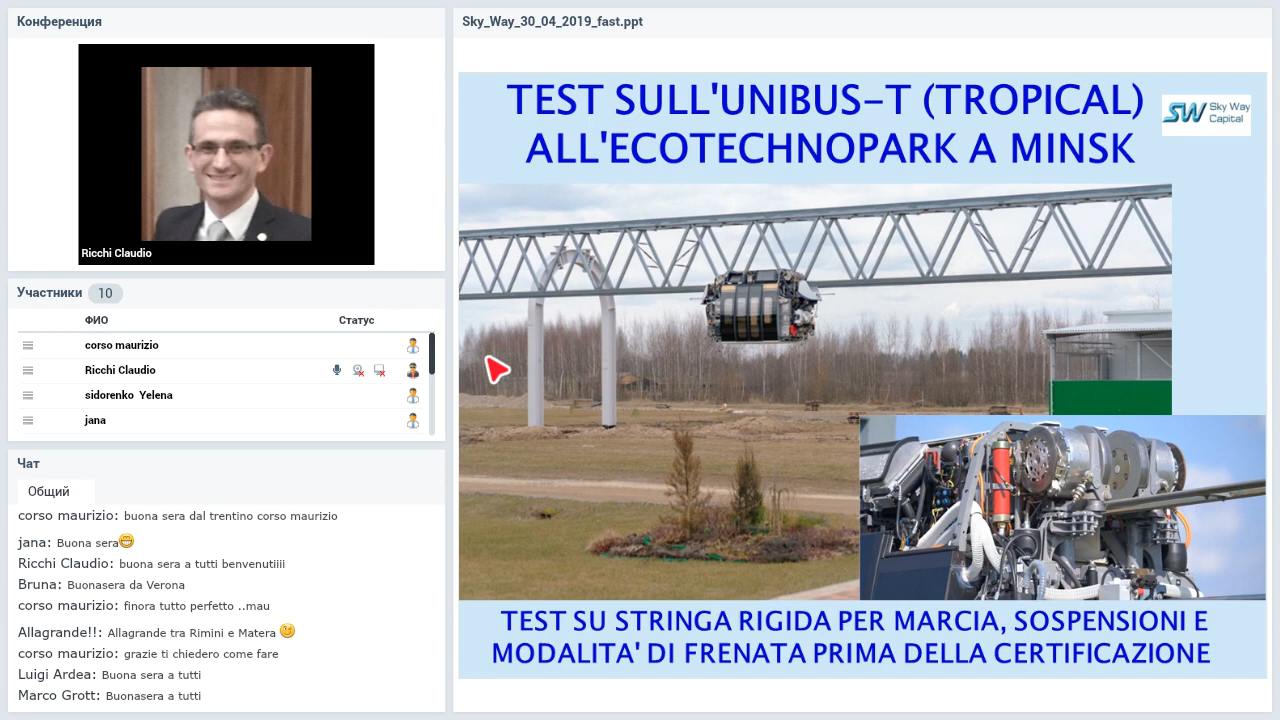 Конференция
Ricchi Claudio
Участники 10
ФИО Статус
corso maurizio
Ricchi Claudio
sidorenko Yelena
jana
Чат
Общий
corso maurizio: buona sera dal trentino corso maurizio
jana: Buona sera
Ricchi Claudio: buona sera a tutti benvenutiiii
Bruna: Buonasera da Verona
corso maurizio: finora tutto perfetto ..mau
Allagrande!!: Allagrande tra Rimini e Matera
corso maurizio: grazie ti chiedero come fare
Luigi Ardea: Buona sera a tutti
Marco Grott: Buonasera a tutti
Sky_Way_30_04_2019_fast.ppt
TEST SULL'UNIBUS-T (TROPICAL)
ALL'ECOTECHNOPARK A MINSK
SW Sky Way
Capital
TEST SU STRINGA RIGIDA PER MARCIA, SOSPENSIONI E
MODALITA' DI FRENATA PRIMA DELLA CERTIFICAZIONE